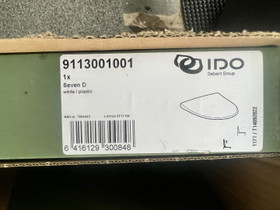 9113001001
IDO
Geberit Group
1x
Seven D
white / plastic
6 416129 300848